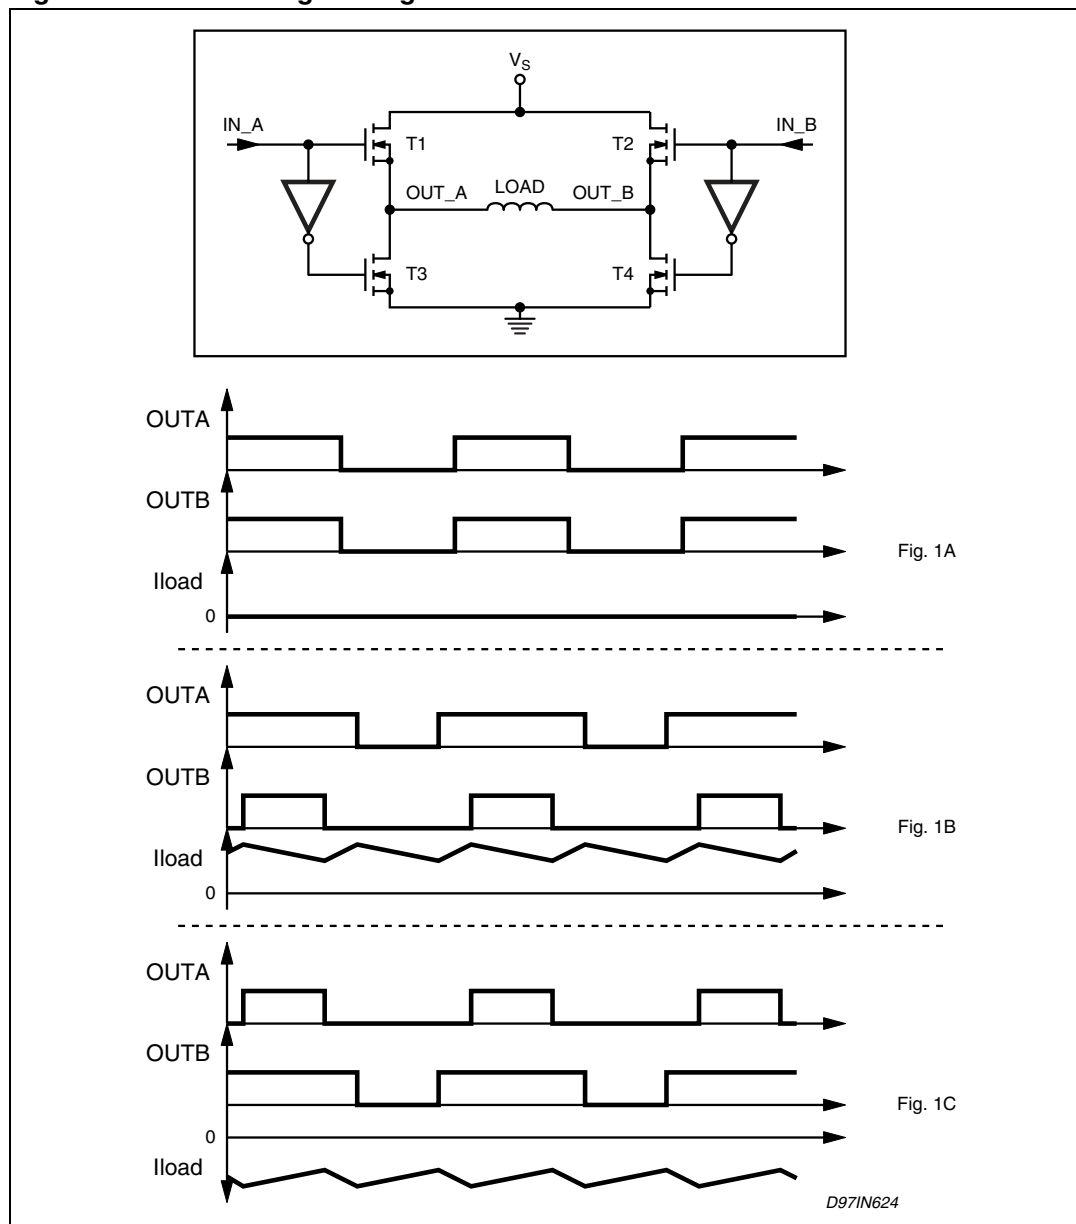 V_S
IN_A
IN_B
T1
T2
OUT_A
LOAD
OUT_B
T3
T4
OUTA
OUTB
Fig. 1A
Iload
0
OUTA
OUTB
Fig. 1B
Iload
0
OUTA
OUTB
Fig. 1C
0
Iload
D97IN624